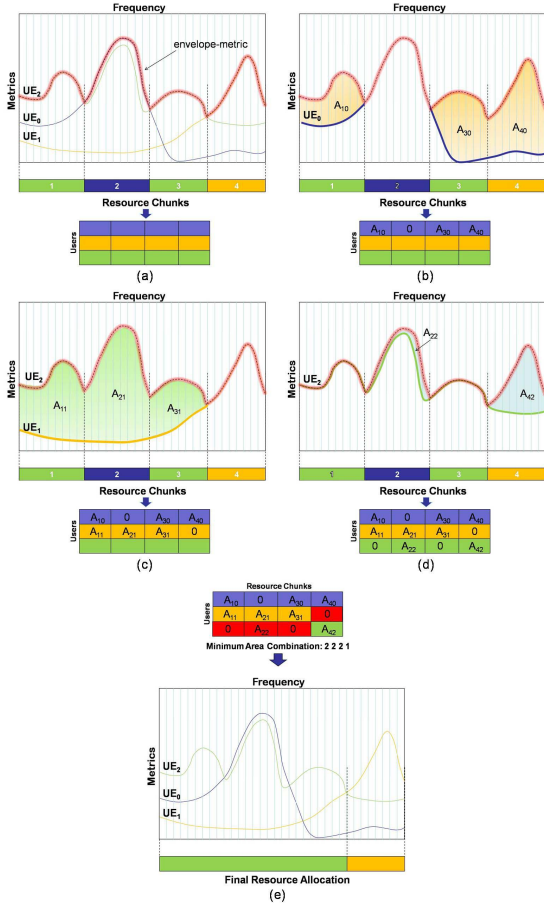 Frequency
Metrics
envelope-metric
UE2
UE0
UE1
1 2 3 4
Resource Chunks
Users
(a)
Frequency
Metrics
A10
UE0
A30
A40
1 2 3 4
Resource Chunks
Users
A10 0 A30 A40
(b)
Frequency
Metrics
UE2
A11
A21
A31
UE1
1 2 3 4
Resource Chunks
Users
A10 0 A30 A40
A11 A21 A31 0
(c)
Frequency
Metrics
A22
UE2
A42
2 3 4
Resource Chunks
Users
A10 0 A30 A40
A11 A21 A31 0
0 A22 0 A42
(d)
Resource Chunks
Users
A10 0 A30 A40
A11 A21 A31 0
0 A22 0 A42
Minimum Area Combination: 2 2 2 1
Frequency
Metrics
UE2
UE0
UE1
Final Resource Allocation
(e)